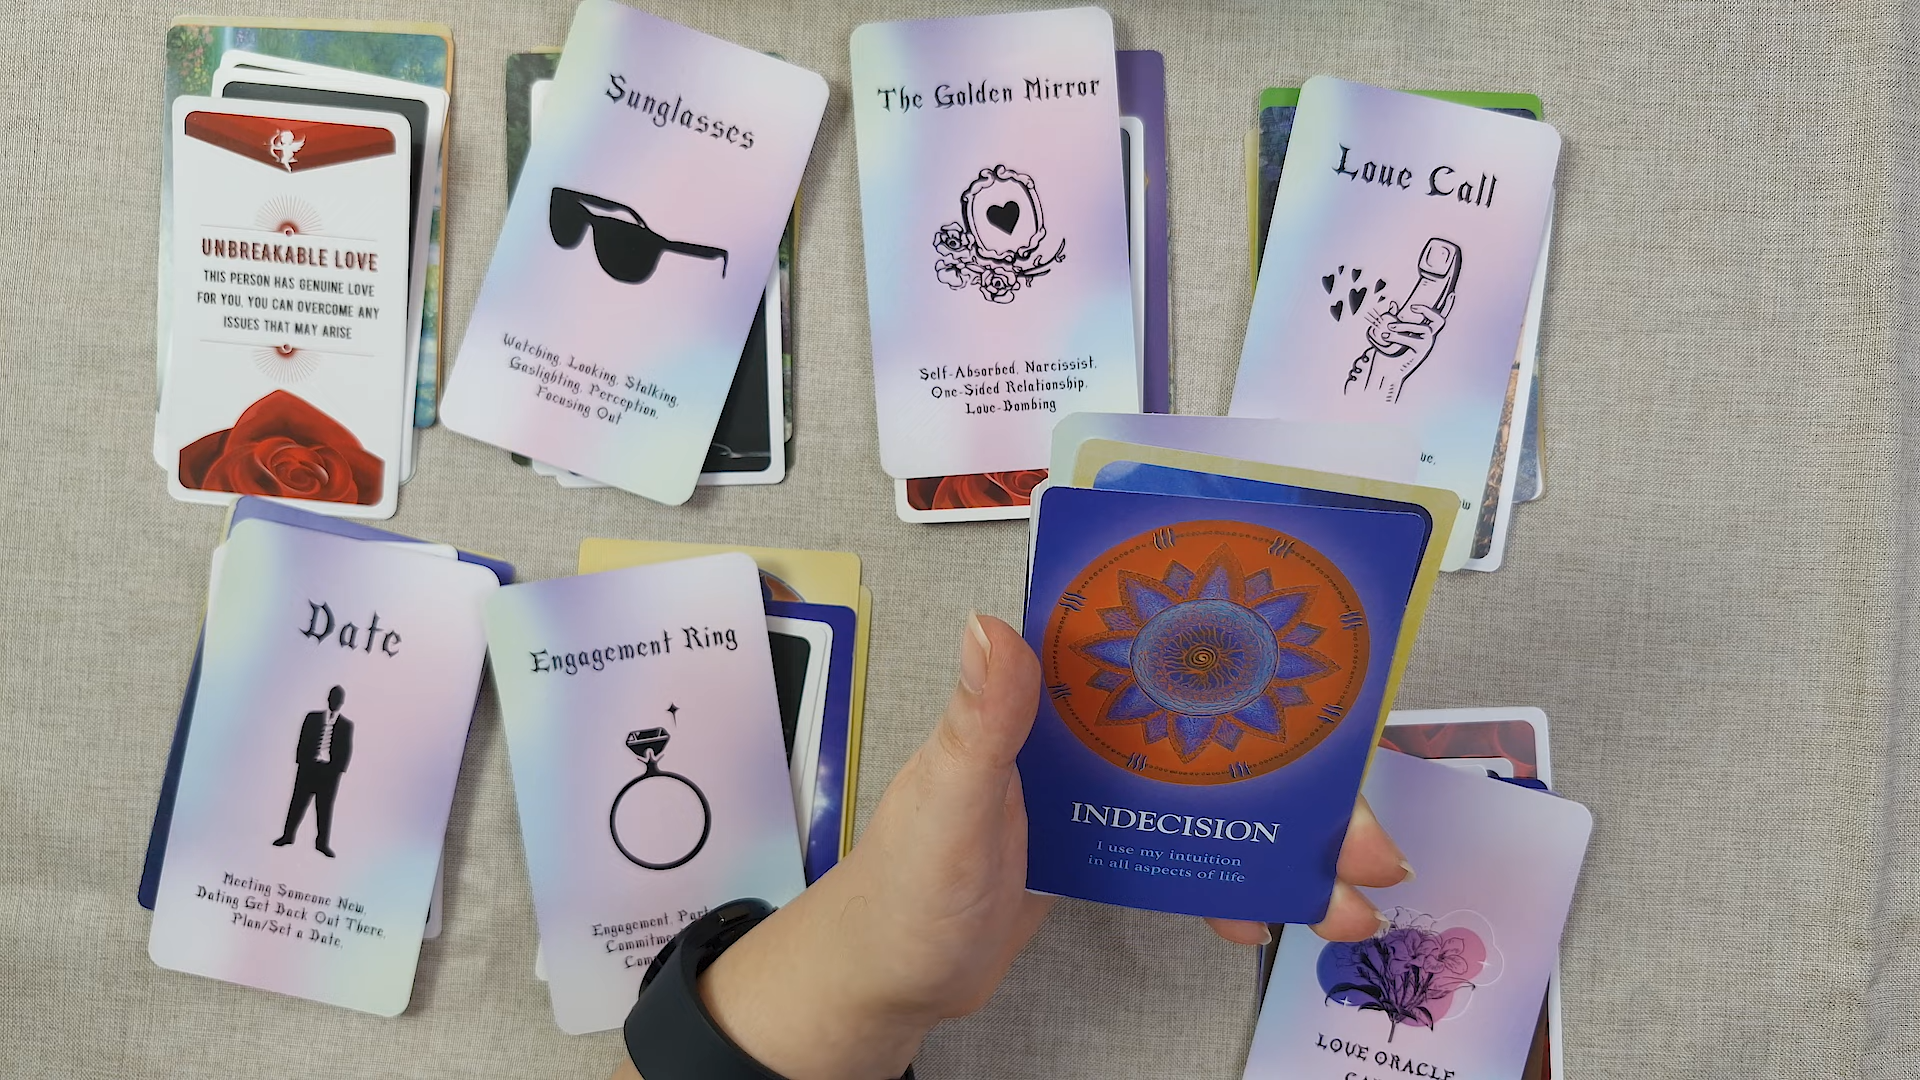 UNBREAKABLE LOVE
THIS PERSON HAS GENUINE LOVE
FOR YOU, YOU CAN OVERCOME ANY
ISSUES THAT MAY ARISE
Sunglasses
Watching, Looking, Stalking,
Gaslighting, Perception,
Focusing Out
The Golden Mirror
Self-Absorbed, Narcissist,
One-Sided Relationship,
Love-Bombing
Love Call
Date
Meeting Someone New,
Dating Get Back Out There,
Plan/Set a Date,
Engagement Ring
Engagement,
INDECISION
I use my intuition
in all aspects of life
LOVE ORACLE